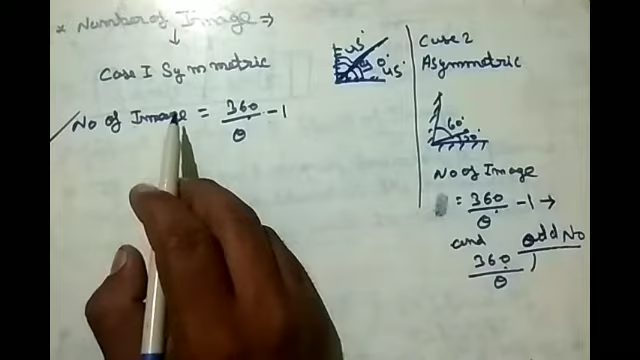 * Number of Image ⇒
↓
Case I Symmetric
No of Image = 360/θ - 1
45°
45°
Case 2
Asymmetric
60°
30°
No of Image
= 360/θ - 1 →
and odd No
360/θ